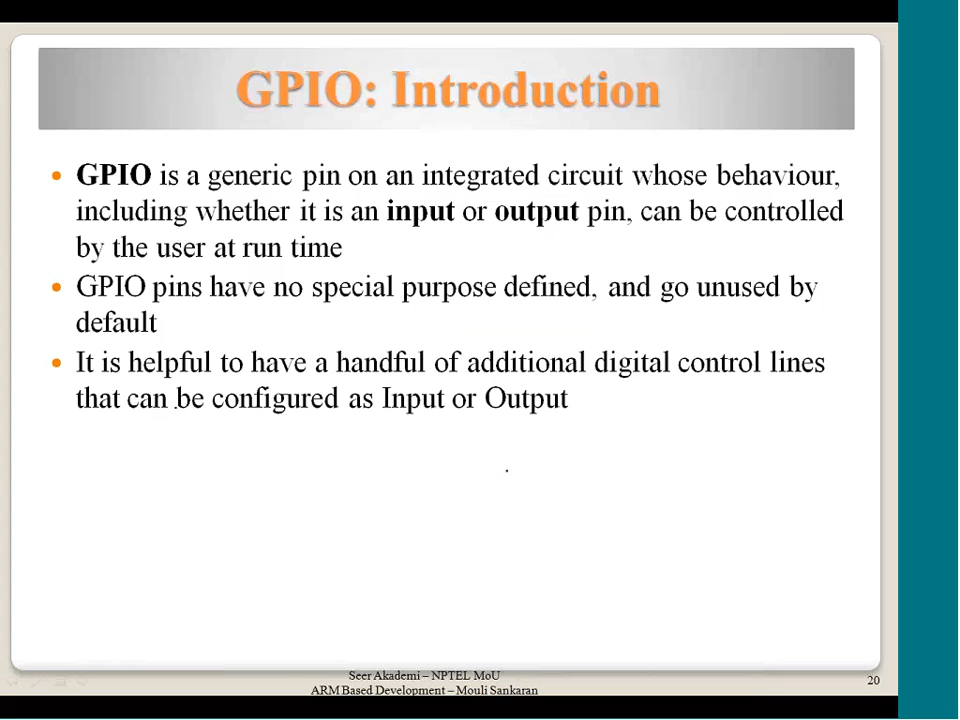 GPIO: Introduction
• GPIO is a generic pin on an integrated circuit whose behaviour,
including whether it is an input or output pin, can be controlled
by the user at run time
• GPIO pins have no special purpose defined, and go unused by
default
• It is helpful to have a handful of additional digital control lines
that can be configured as Input or Output
Seer Akademi – NPTEL MoU
ARM Based Development – Mouli Sankaran
20